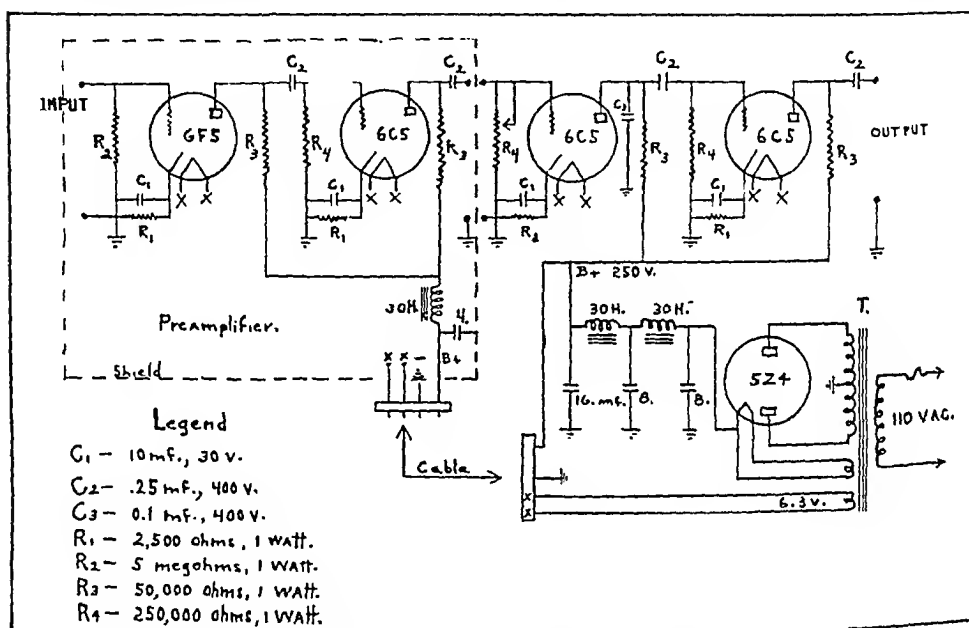 C2
C2
C2
C2
INPUT
GF5
6C5
6C5
6C5
C3
OUTPUT
R2
R3
R4
R3
R4
R3
R4
R3
C1
C1
C1
C1
X X
X X
X X
X X
R1
R1
R2
R1
B+ 250 V.
30H.
4.
30H.
30H.
T.
Preamplifier.
X X
B+
5Z4
Shield
16. mf.
8.
8.
110 VAC.
Legend
C1 - 10 mf., 30 v.
Cable
C2 - .25 mf., 400 v.
X
X
6.3 v.
C3 - 0.1 mf., 400 v.
R1 - 2,500 ohms, 1 WATT.
R2 - 5 megohms, 1 WATT.
R3 - 50,000 ohms, 1 WATT.
R4 - 250,000 ohms, 1 WATT.